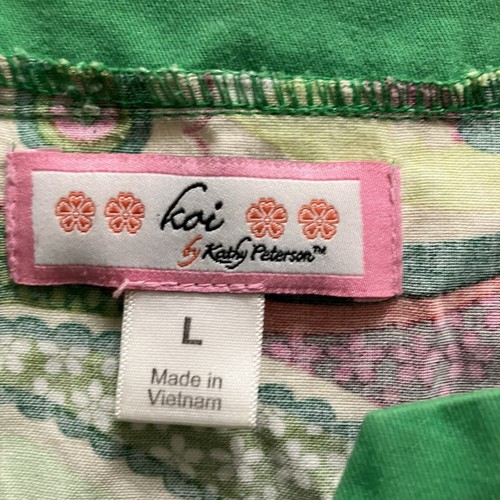 koi
by Kathy Peterson™
L
Made in
Vietnam